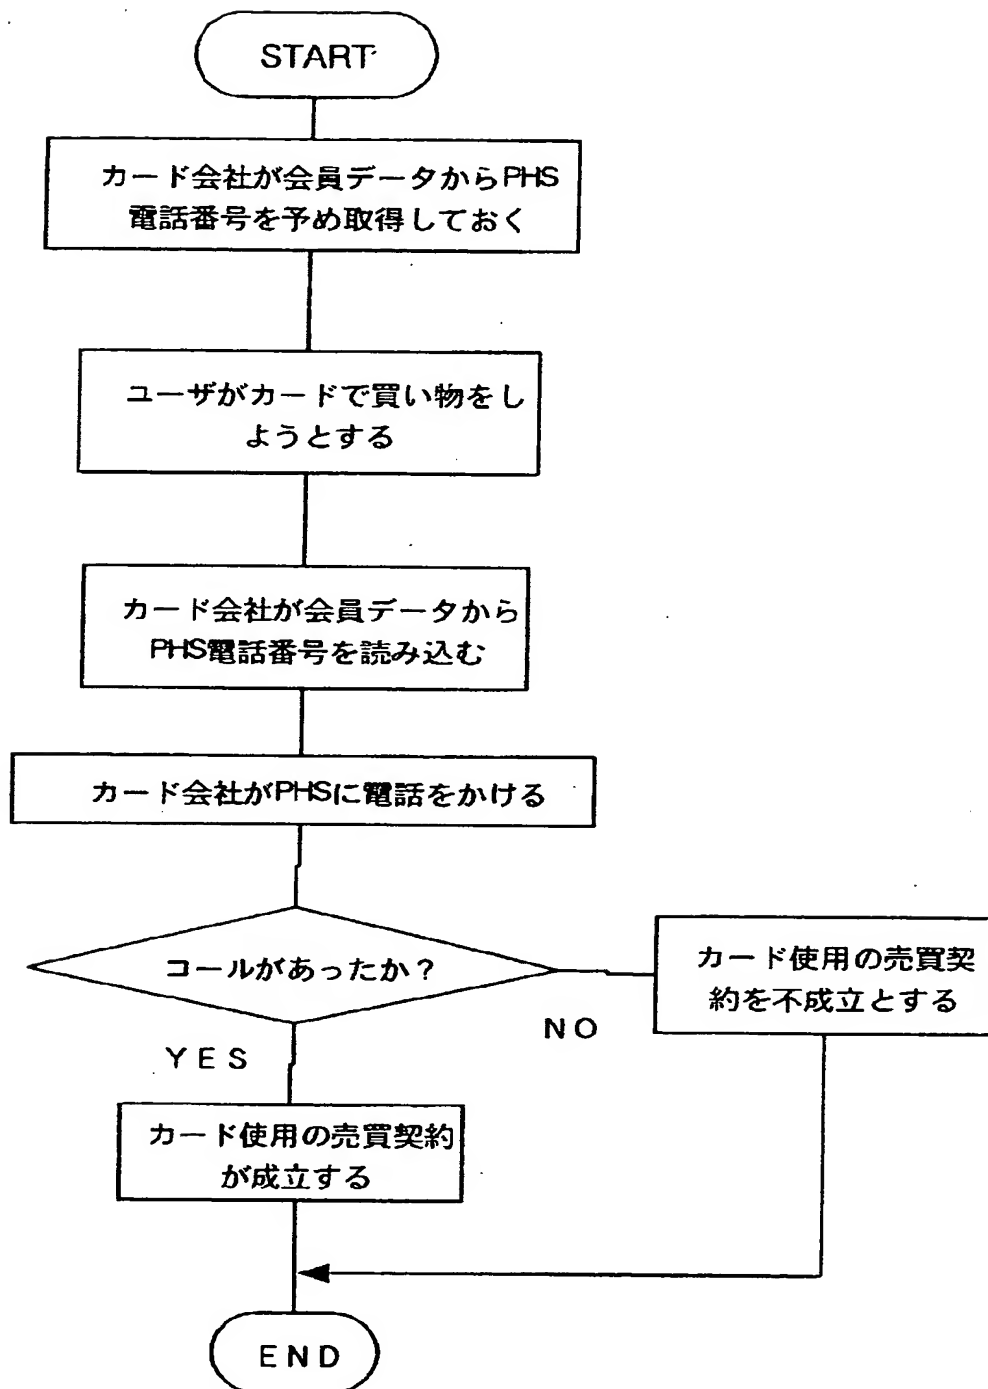 START
カード会社が会員データからPHS
電話番号を予め取得しておく
ユーザがカードで買い物をし
ようとする
カード会社が会員データから
PHS電話番号を読み込む
カード会社がPHSに電話をかける
コールがあったか？
NO
カード使用の売買契
約を不成立とする
YES
カード使用の売買契約
が成立する
END